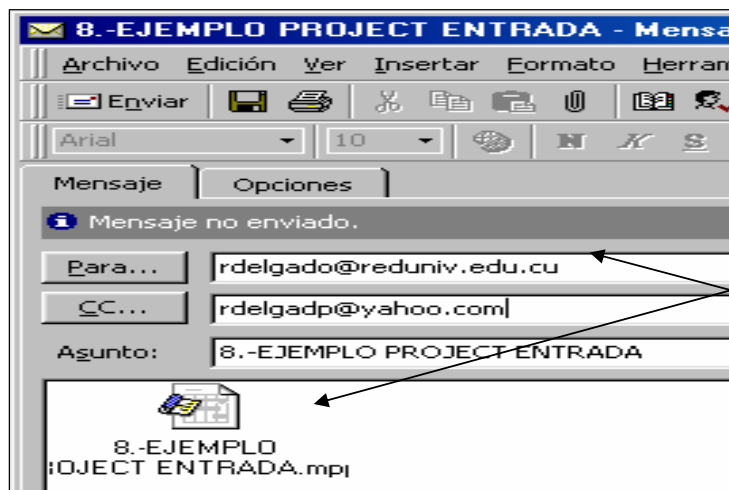 8.-EJEMPLO PROJECT ENTRADA - Mensa
Archivo Edición Ver Insertar Formato Herram
Enviar
Arial 10 N K S
Mensaje Opciones
Mensaje no enviado.
Para... rdelgado@reduniv.edu.cu
CC... rdelgadp@yahoo.com
Asunto: 8.-EJEMPLO PROJECT ENTRADA
8.-EJEMPLO
OJECT ENTRADA.mp